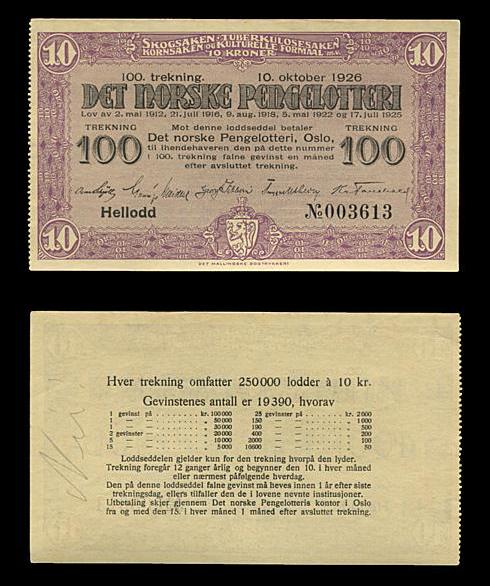 10 SKOGSAKEN · TUBERKULOSESAKEN 10
KORNSAKEN OG KULTURELLE FORMAAL M.V.
10 KRONER
100. trekning. 10. oktober 1926
DET NORSKE PENGELOTTERI
Lov av 2. mai 1912, 21. juli 1916, 9. aug. 1918, 5. mai 1922 og 17. juli 1925
TREKNING Mot denne loddseddel betaler TREKNING
100 Det norske Pengelotteri, Oslo, 100
til ihendehaveren den på dette nummer
i 100. trekning falne gevinst en måned
efter avsluttet trekning.
Hellodd №003613
10 10
DET MALLINGSKE BOGTRYKKERI
Hver trekning omfatter 250000 lodder à 10 kr.
Gevinstenes antall er 19390, hvorav
1 gevinst på ........ kr. 100000 25 gevinster på ........ kr. 2000
1 — — ........ „ 50000 150 — — ........ „ 1000
1 — — ........ „ 30000 190 — — ........ „ 500
2 gevinster — ........ „ 20000 400 — — ........ „ 200
5 — — ........ „ 10000 — — ........ „ 100
15 — — ........ „ 5000 10600 — — ........ „ 50
Loddseddelen gjelder kun for den trekning hvorpå den lyder.
Trekning foregår 12 ganger årlig og begynner den 10. i hver måned
eller nærmest påfølgende hverdag.
Den på denne loddseddel falne gevinst må heves innen 1 år efter siste
trekningsdag, ellers tilfaller den de i lovene nevnte institusjoner.
Utbetaling skjer gjennem Det norske Pengelotteris kontor i Oslo
fra og med den 15. i hver måned 1 måned efter avsluttet trekning.